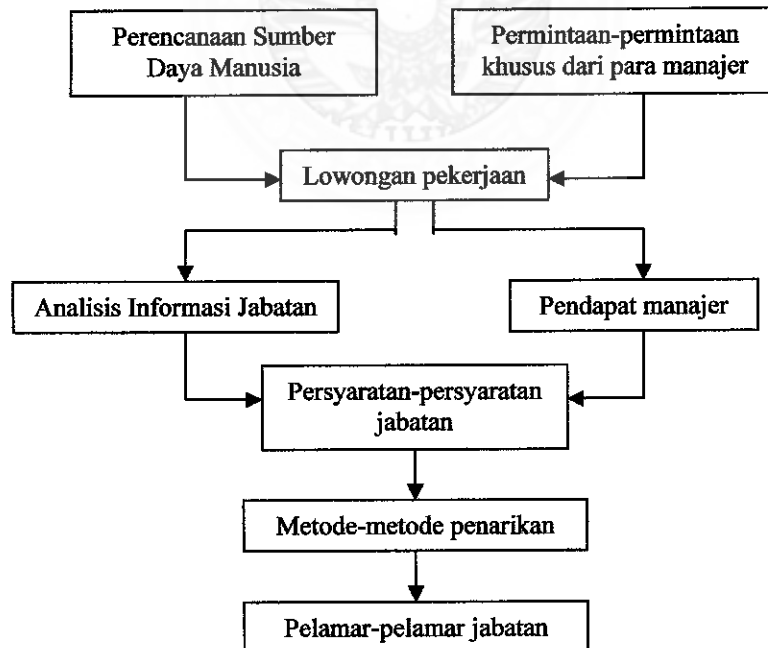 Perencanaan Sumber
Daya Manusia
Permintaan-permintaan
khusus dari para manajer
Lowongan pekerjaan
Analisis Informasi Jabatan
Pendapat manajer
Persyaratan-persyaratan
jabatan
Metode-metode penarikan
Pelamar-pelamar jabatan